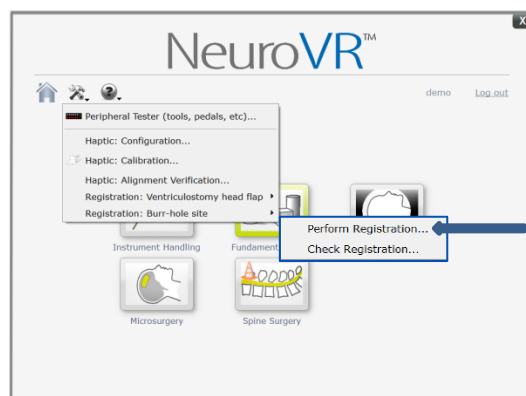 X
NeuroVR™
demo Log out
Peripheral Tester (tools, pedals, etc)...
Haptic: Configuration...
Haptic: Calibration...
Haptic: Alignment Verification...
Registration: Ventriculostomy head flap
Registration: Burr-hole site
Perform Registration...
Check Registration...
Instrument Handling
Microsurgery
Spine Surgery